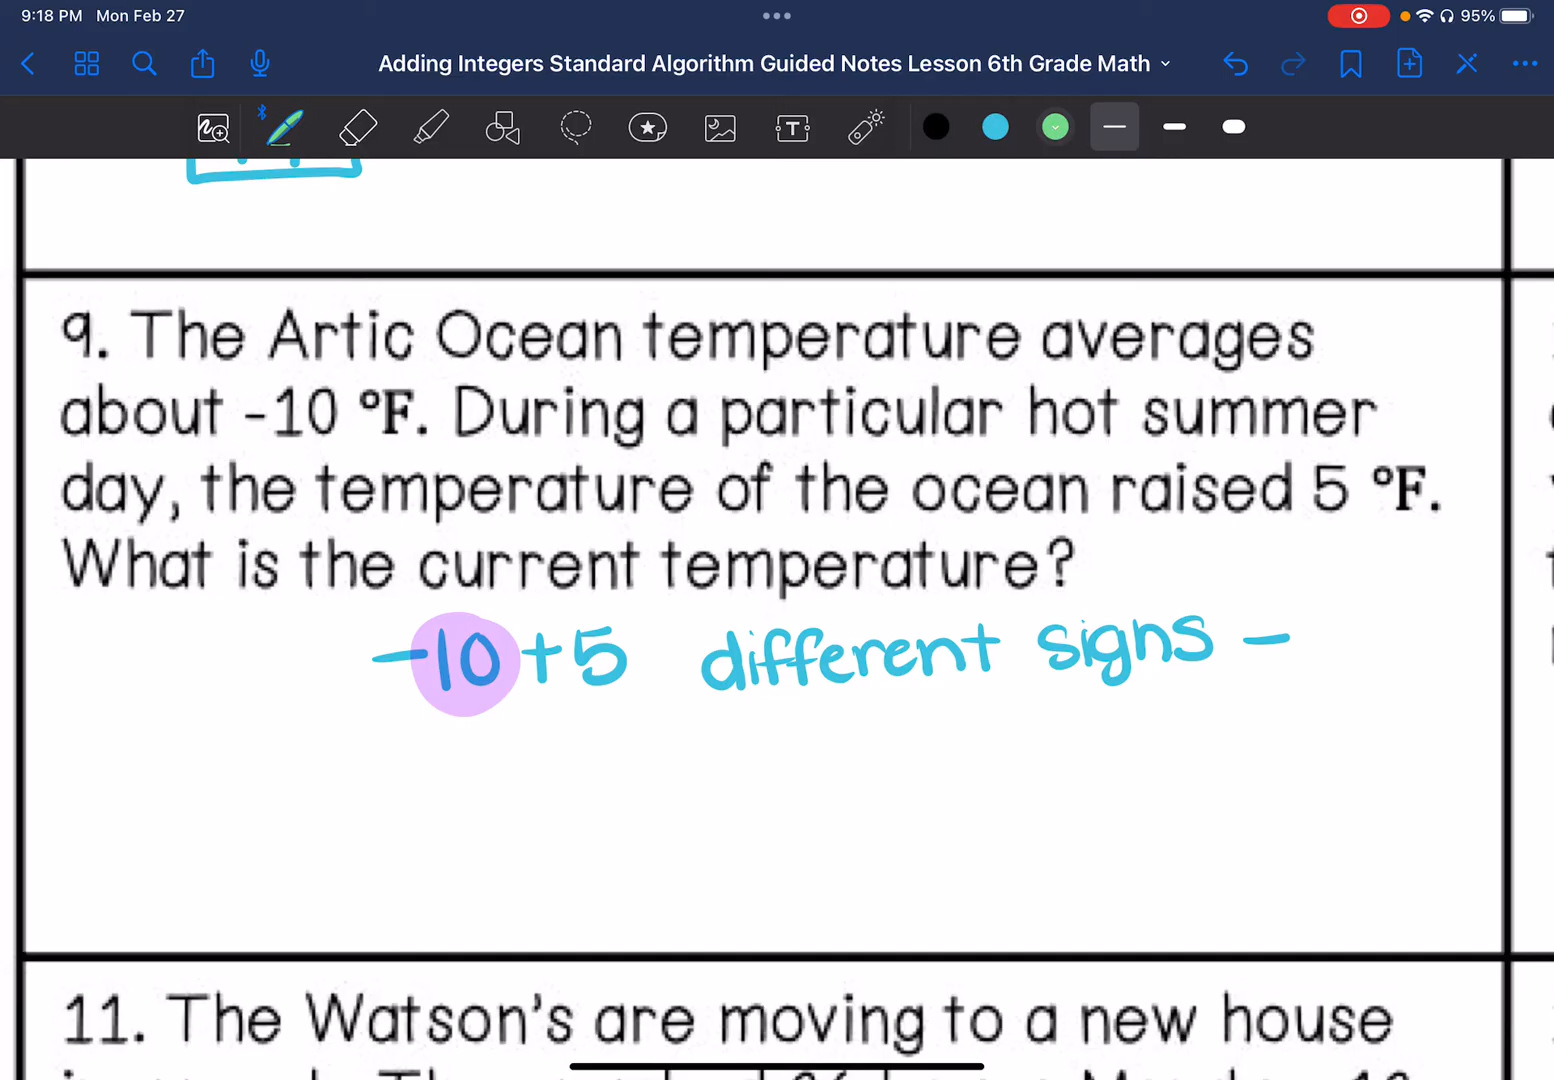 9:18 PM Mon Feb 27
95%
Adding Integers Standard Algorithm Guided Notes Lesson 6th Grade Math
9. The Artic Ocean temperature averages
about -10 °F. During a particular hot summer
day, the temperature of the ocean raised 5 °F.
What is the current temperature?
-10+5 different signs -
11. The Watson's are moving to a new house